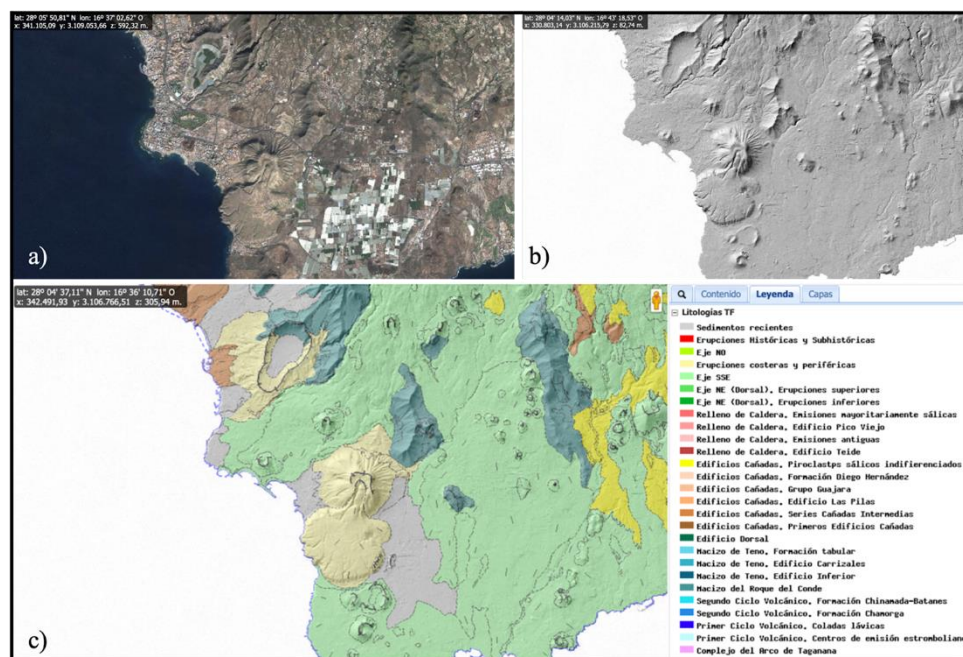 lat: 28º 05' 50,81" N lon: 16º 37' 02,62" O
x: 341.105,09 y: 3.109.053,66 z: 592,32 m.
a)
lat: 28º 04' 14,03" N lon: 16º 43' 18,53" O
x: 330.803,14 y: 3.106.215,79 z: 82,74 m.
b)
lat: 28º 04' 37,11" N lon: 16º 36' 10,71" O
x: 342.491,93 y: 3.106.766,51 z: 305,94 m.
c)
Contenido Leyenda Capas
Litologías TF
Sedimentos recientes
Erupciones Históricas y Subhistóricas
Eje NO
Erupciones costeras y periféricas
Eje SSE
Eje NE (Dorsal). Erupciones superiores
Eje NE (Dorsal). Erupciones inferiores
Relleno de Caldera. Emisiones mayoritariamente sálicas
Relleno de Caldera. Edificio Pico Viejo
Relleno de Caldera. Emisiones antiguas
Relleno de Caldera. Edificio Teide
Edificios Cañadas. Piroclastps sálicos indifierenciados
Edificios Cañadas. Formación Diego Hernández
Edificios Cañadas. Grupo Guajara
Edificios Cañadas. Edificio Las Pilas
Edificios Cañadas. Series Cañadas Intermedias
Edificios Cañadas. Primeros Edificios Cañadas
Edificio Dorsal
Macizo de Teno. Formación tabular
Macizo de Teno. Edificio Carrizales
Macizo de Teno. Edificio Inferior
Macizo del Roque del Conde
Segundo Ciclo Volcánico. Formación Chinamada-Batanes
Segundo Ciclo Volcánico. Formación Chamorga
Primer Ciclo Volcánico. Coladas lávicas
Primer Ciclo Volcánico. Centros de emisión estromboliano
Complejo del Arco de Taganana